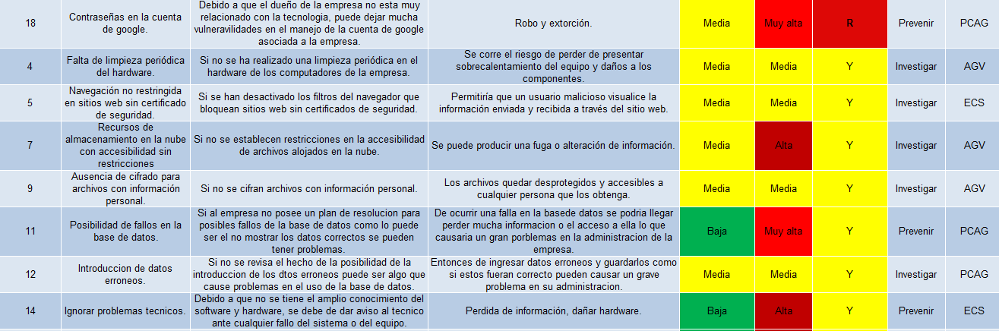 18
Contraseñas en la cuenta
de google.
Debido a que el dueño de la empresa no esta muy
relacionado con la tecnologia, puede dejar mucha
vulneravilidades en el manejo de la cuenta de google
asociada a la empresa.
Robo y extorción.
Media
Muy alta
R
Prevenir
PCAG
4
Falta de limpieza periódica
del hardware.
Si no se ha realizado una limpieza periódica en el
hardware de los computadores de la empresa.
Se corre el riesgo de perder de presentar
sobrecalentamiento del equipo y daños a los
componentes.
Media
Media
Y
Investigar
AGV
5
Navegación no restringida
en sitios web sin certificado
de seguridad.
Si se han desactivado los filtros del navegador que
bloquean sitios web sin certificados de seguridad.
Permitiría que un usuario malicioso visualice la
información enviada y recibida a través del sitio web.
Media
Media
Y
Investigar
ECS
7
Recursos de
almacenamiento en la nube
con accesibilidad sin
restricciones
Si no se establecen restricciones en la accesibilidad
de archivos alojados en la nube.
Se puede producir una fuga o alteración de información.
Media
Alta
Y
Investigar
AGV
9
Ausencia de cifrado para
archivos con información
personal.
Si no se cifran archivos con información personal.
Los archivos quedar desprotegidos y accesibles a
cualquier persona que los obtenga.
Media
Media
Y
Investigar
AGV
11
Posibilidad de fallos en la
base de datos.
Si al empresa no posee un plan de resolucion para
posibles fallos de la base de datos como lo puede
ser el no mostrar los datos correctos se pueden
tener problemas.
De ocurrir una falla en la basede datos se podria llegar
perder mucha informacion o el acceso a ella lo que
causaria un gran porblemas en la administracion de la
empresa.
Baja
Muy alta
Y
Prevenir
PCAG
12
Introduccion de datos
erroneos.
Si no se revisa el hecho de la posibilidad de la
introduccion de los dtos erroneos puede ser algo que
cause problemas en el uso de la base de datos.
Entonces de ingresar datos erroneos y guardarlos como
si estos fueran correcto pueden causar un grave
problema en su administracion.
Media
Media
Y
Investigar
PCAG
14
Ignorar problemas tecnicos.
Debido a que no se tiene el amplio conocimiento del
software y hardware, se debe de dar aviso al tecnico
ante cualquier fallo del sistema o del equipo.
Perdida de información, dañar hardware.
Baja
Alta
Y
Prevenir
ECS